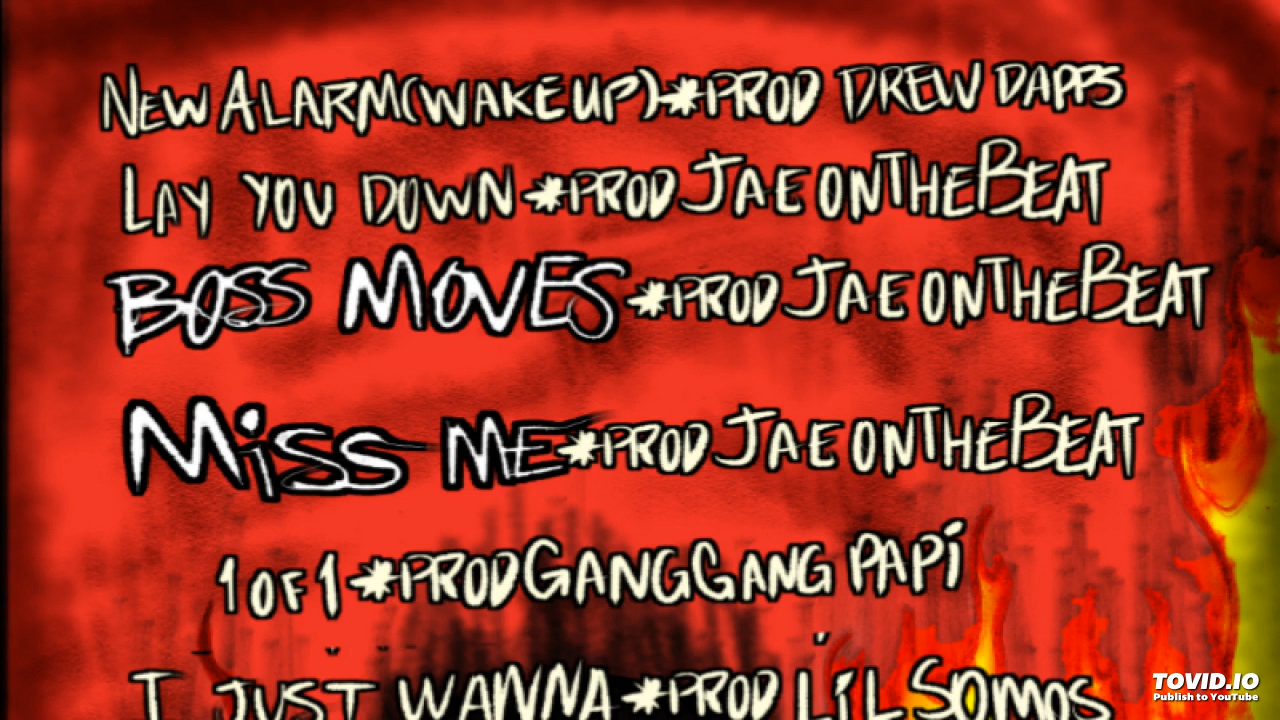 NEW ALARM(WAKE UP)*PROD DREW DAPPS
LAY YOU DOWN*PROD JAE ONTHEBEAT
BOSS MOVES*PROD JAE ONTHEBEAT
MiSS ME*PROD JAE ONTHEBEAT
1 OF 1*PROD GANGGANG PAPi
I JUST WANNA*PROD LiL SOMOS
TOVID.IO
Publish to YouTube